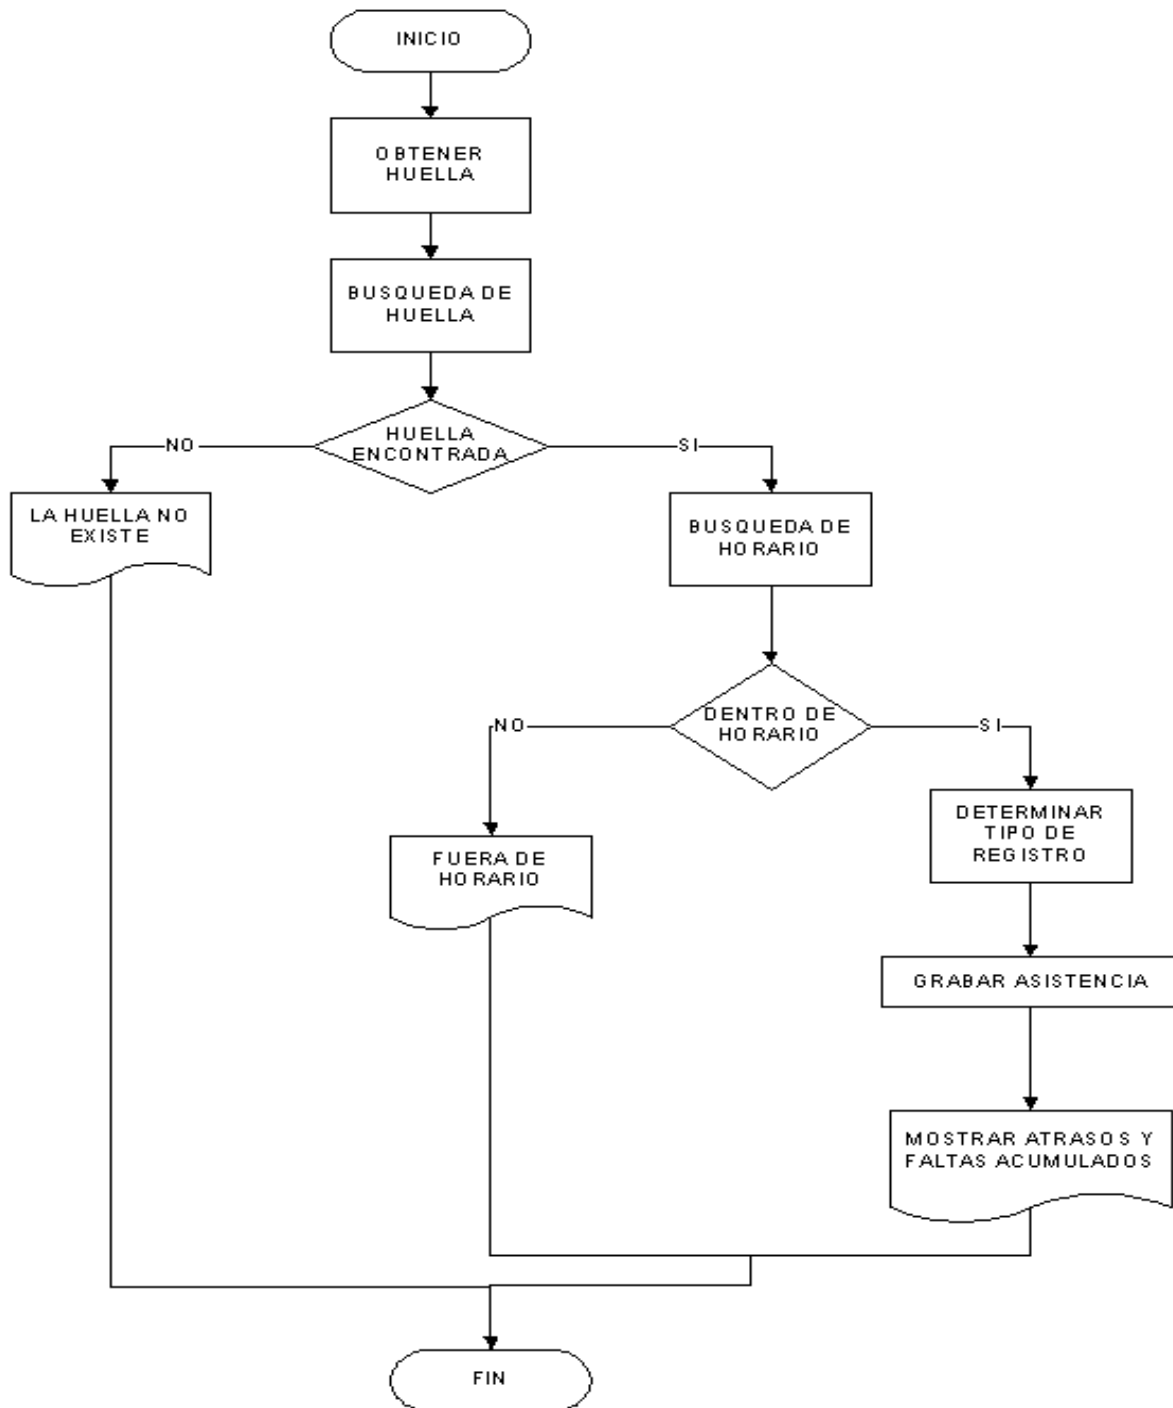 INICIO
OBTENER
HUELLA
BUSQUEDA DE
HUELLA
HUELLA
ENCONTRADA
NO
SI
LA HUELLA NO
EXISTE
BUSQUEDA DE
HORARIO
DENTRO DE
HORARIO
NO
SI
DETERMINAR
TIPO DE
REGISTRO
FUERA DE
HORARIO
GRABAR ASISTENCIA
MOSTRAR ATRASOS Y
FALTAS ACUMULADOS
FIN